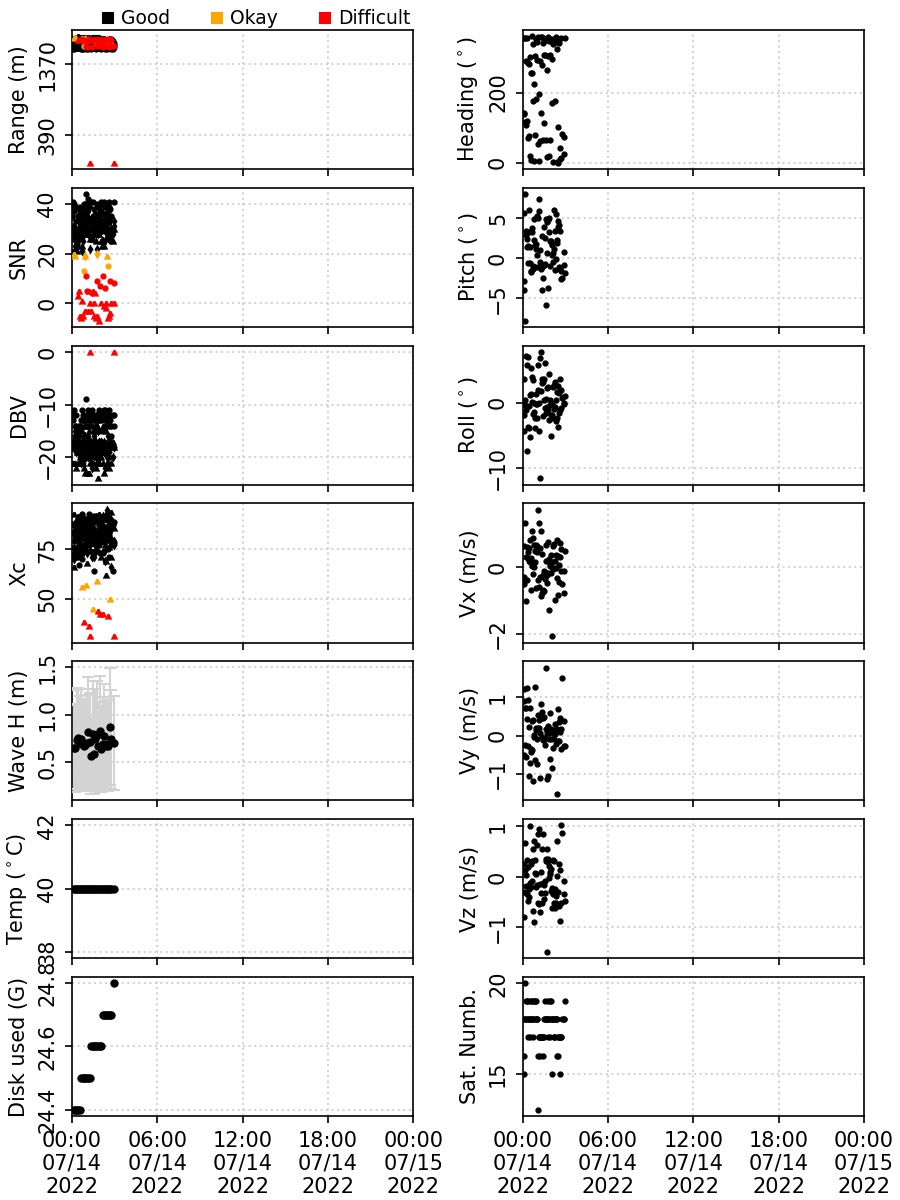 Good Okay Difficult
Range (m)
1370
390
Heading (°)
200
0
SNR
40
20
0
Pitch (°)
5
0
−5
DBV
0
−10
−20
Roll (°)
0
−10
Xc
75
50
Vx (m/s)
0
−2
Wave H (m)
1.5
1.0
0.5
Vy (m/s)
1
0
−1
Temp (°C)
42
40
38
Vz (m/s)
1
0
−1
Disk used (G)
24.8
24.6
24.4
Sat. Numb.
20
15
00:00 06:00 12:00 18:00 00:00
07/14 07/14 07/14 07/14 07/15
2022 2022 2022 2022 2022
00:00 06:00 12:00 18:00 00:00
07/14 07/14 07/14 07/14 07/15
2022 2022 2022 2022 2022